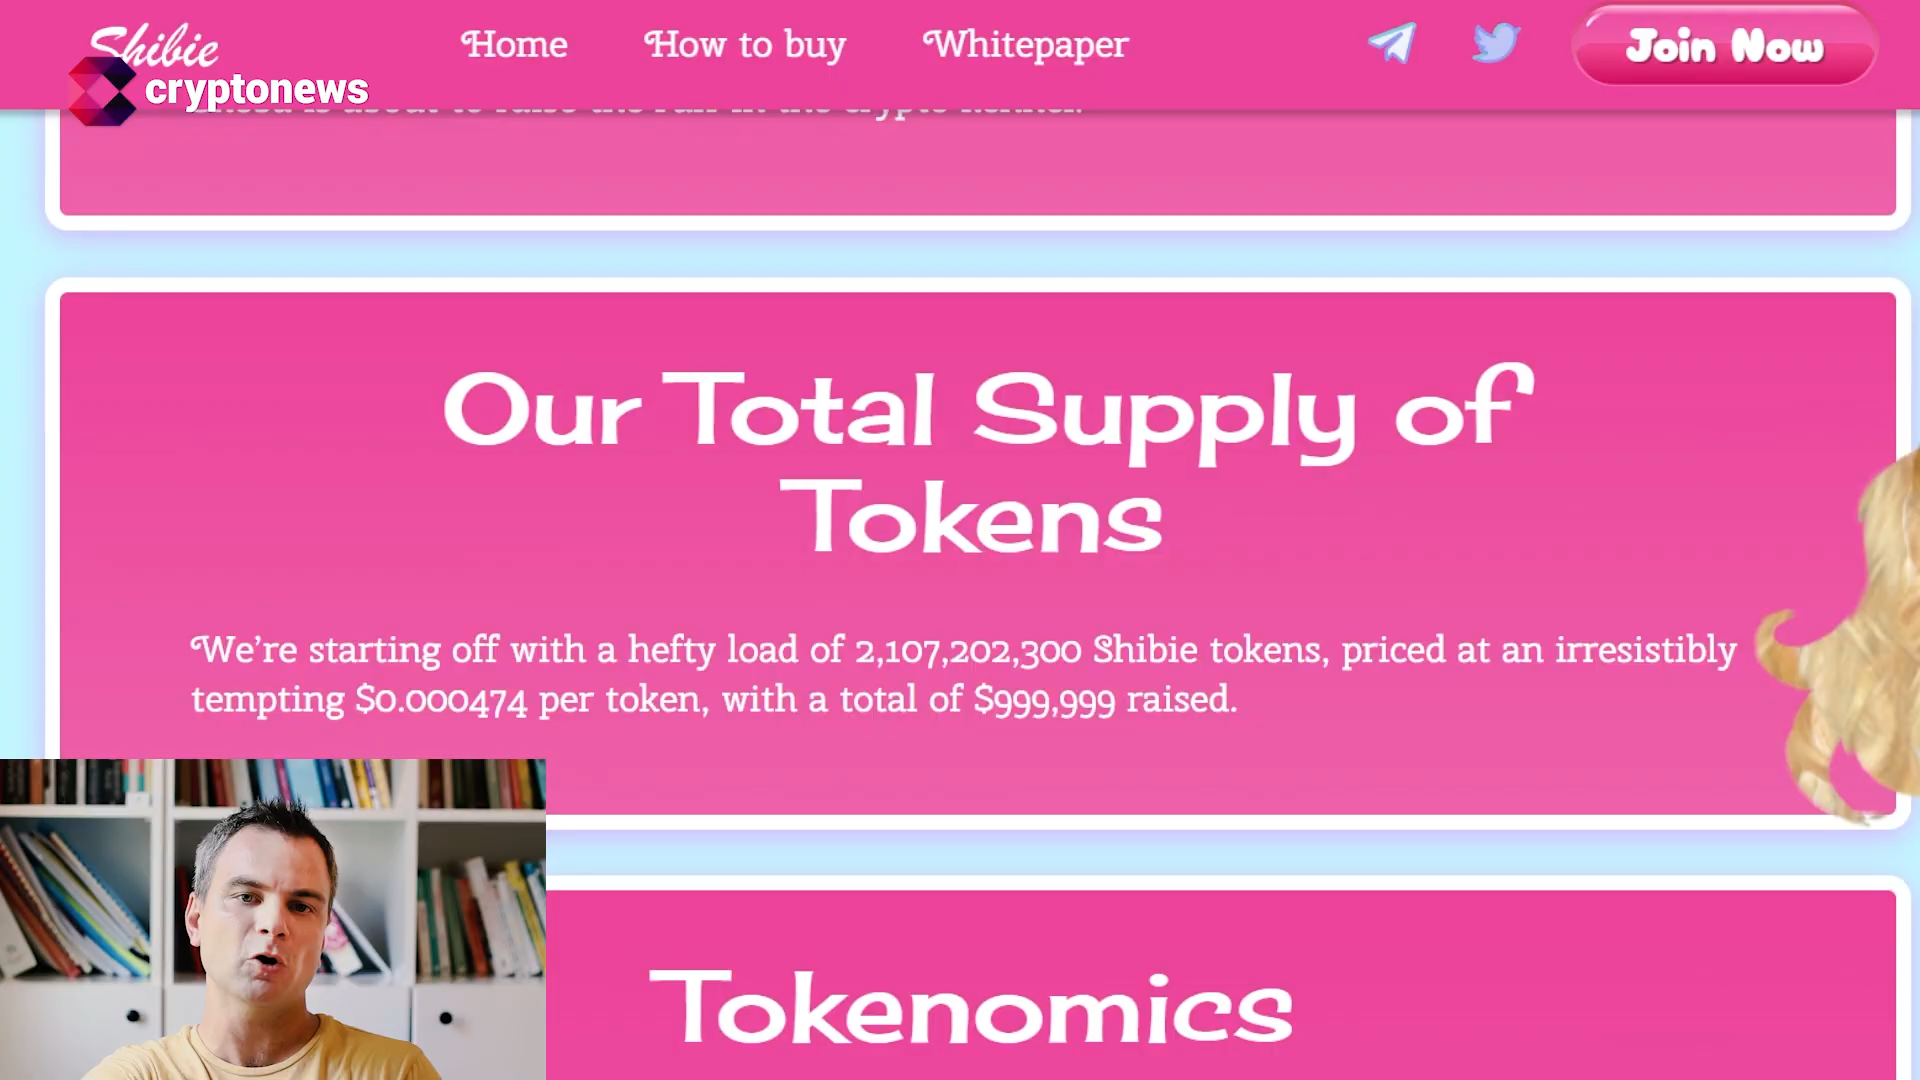 Shibie
Home
How to buy
Whitepaper
Join Now
cryptonews
Our Total Supply of
Tokens
We're starting off with a hefty load of 2,107,202,300 Shibie tokens, priced at an irresistibly
tempting $0.000474 per token, with a total of $999,999 raised.
Tokenomics